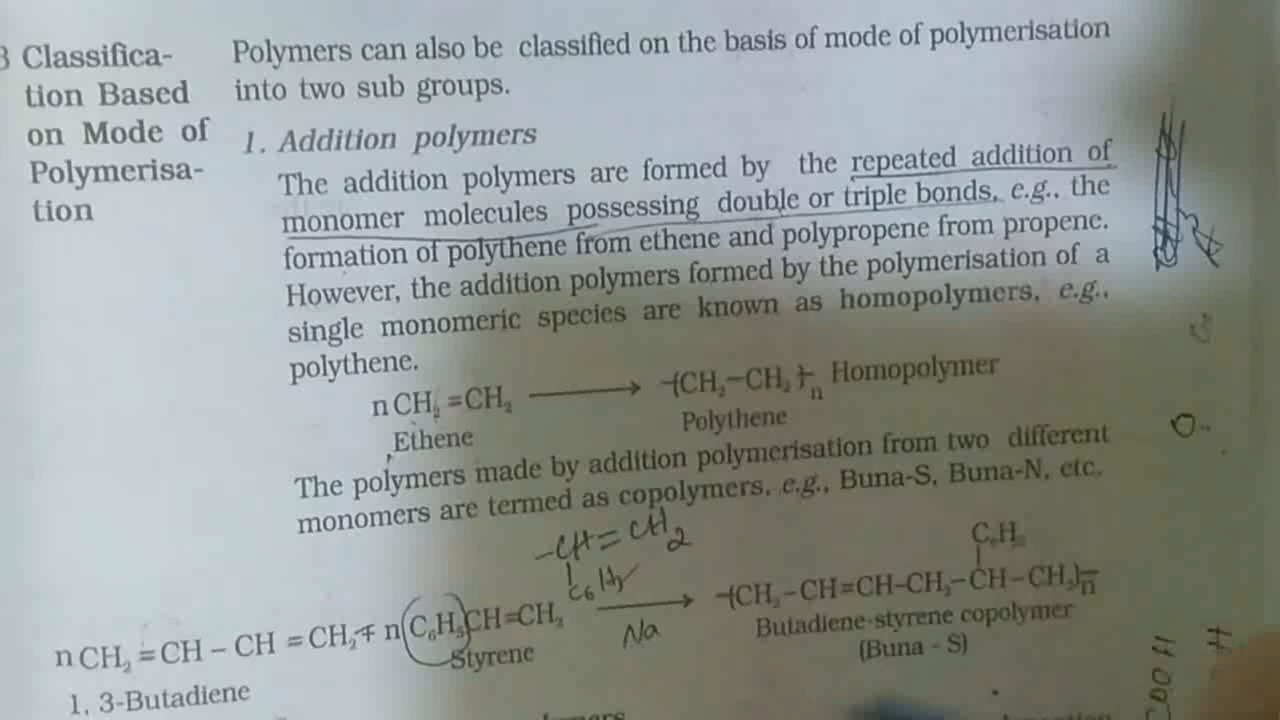 3 Classifica-
tion Based
on Mode of
Polymerisa-
tion
Polymers can also be classified on the basis of mode of polymerisation
into two sub groups.
1. Addition polymers
The addition polymers are formed by the repeated addition of
monomer molecules possessing double or triple bonds, e.g., the
formation of polythene from ethene and polypropene from propene.
However, the addition polymers formed by the polymerisation of a
single monomeric species are known as homopolymers, e.g.,
polythene.
n CH₂ =CH₂ ⟶ -(CH₂-CH₂)-n Homopolymer
Ethene Polythene
The polymers made by addition polymerisation from two different
monomers are termed as copolymers, e.g., Buna-S, Buna-N, etc.
-CH=CH₂
C₆H₅
C₆H₅
n CH₂ =CH – CH =CH₂+ n C₆H₅CH=CH₂ ⟶ -(CH₂-CH=CH-CH₂-CH-CH₂)-n
Na
Styrene Butadiene-styrene copolymer
1, 3-Butadiene (Buna - S)